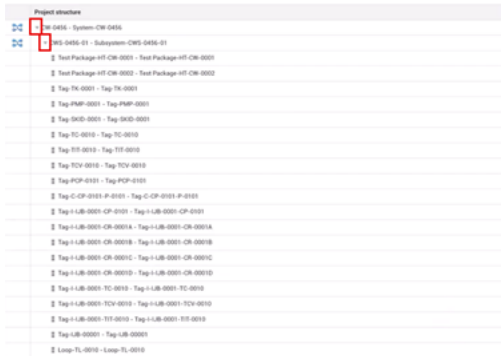 Project structure
CW-0456 - System-CW-0456
CWS-0456-01 - Subsystem-CWS-0456-01
Test Package-HT-CW-0001 - Test Package-HT-CW-0001
Test Package-HT-CW-0002 - Test Package-HT-CW-0002
Tag-TK-0001 - Tag-TK-0001
Tag-PMP-0001 - Tag-PMP-0001
Tag-SKID-0001 - Tag-SKID-0001
Tag-TC-0010 - Tag-TC-0010
Tag-TIT-0010 - Tag-TIT-0010
Tag-TCV-0010 - Tag-TCV-0010
Tag-PCP-0101 - Tag-PCP-0101
Tag-C-CP-0101-P-0101 - Tag-C-CP-0101-P-0101
Tag-I-IJB-0001-CP-0101 - Tag-I-IJB-0001-CP-0101
Tag-I-IJB-0001-CR-0001A - Tag-I-IJB-0001-CR-0001A
Tag-I-IJB-0001-CR-0001B - Tag-I-IJB-0001-CR-0001B
Tag-I-IJB-0001-CR-0001C - Tag-I-IJB-0001-CR-0001C
Tag-I-IJB-0001-CR-0001D - Tag-I-IJB-0001-CR-0001D
Tag-I-IJB-0001-TC-0010 - Tag-I-IJB-0001-TC-0010
Tag-I-IJB-0001-TCV-0010 - Tag-I-IJB-0001-TCV-0010
Tag-I-IJB-0001-TIT-0010 - Tag-I-IJB-0001-TIT-0010
Tag-IJB-00001 - Tag-IJB-00001
Loop-TL-0010 - Loop-TL-0010